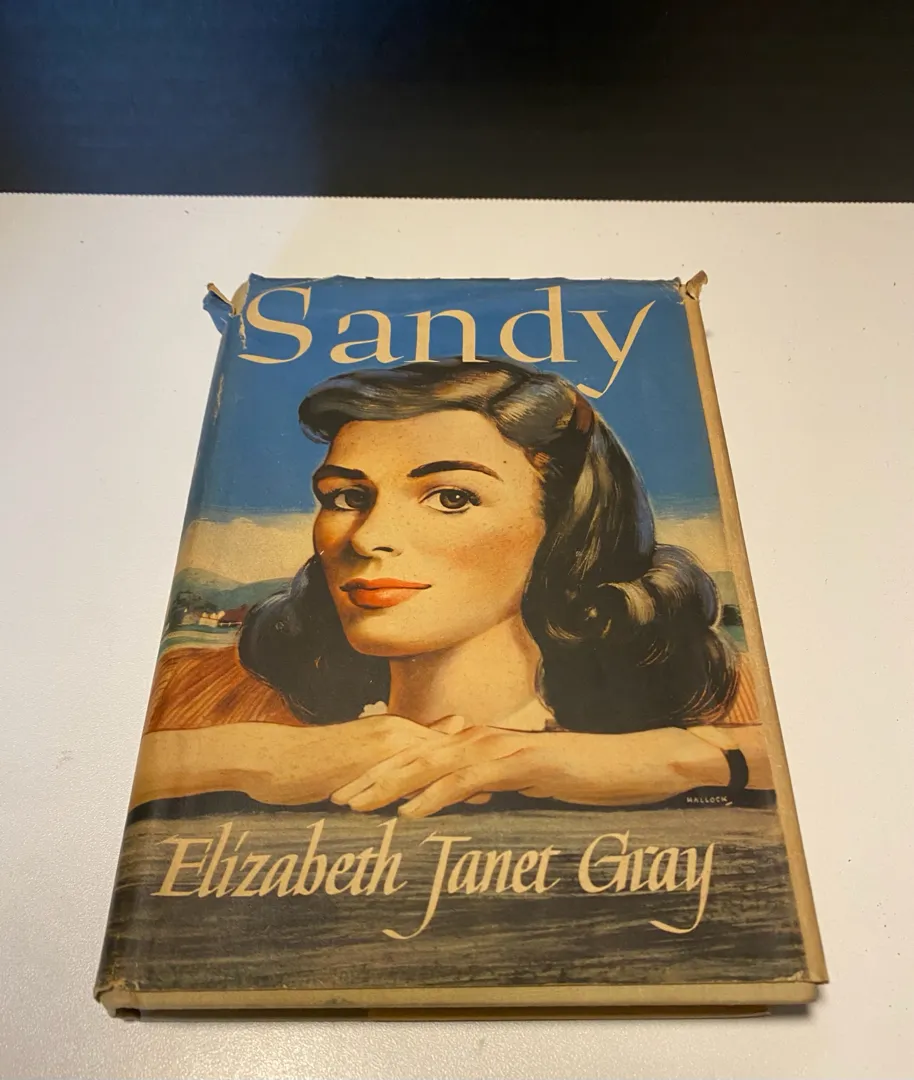 Sandy
HALLOCK
Elizabeth Janet Gray